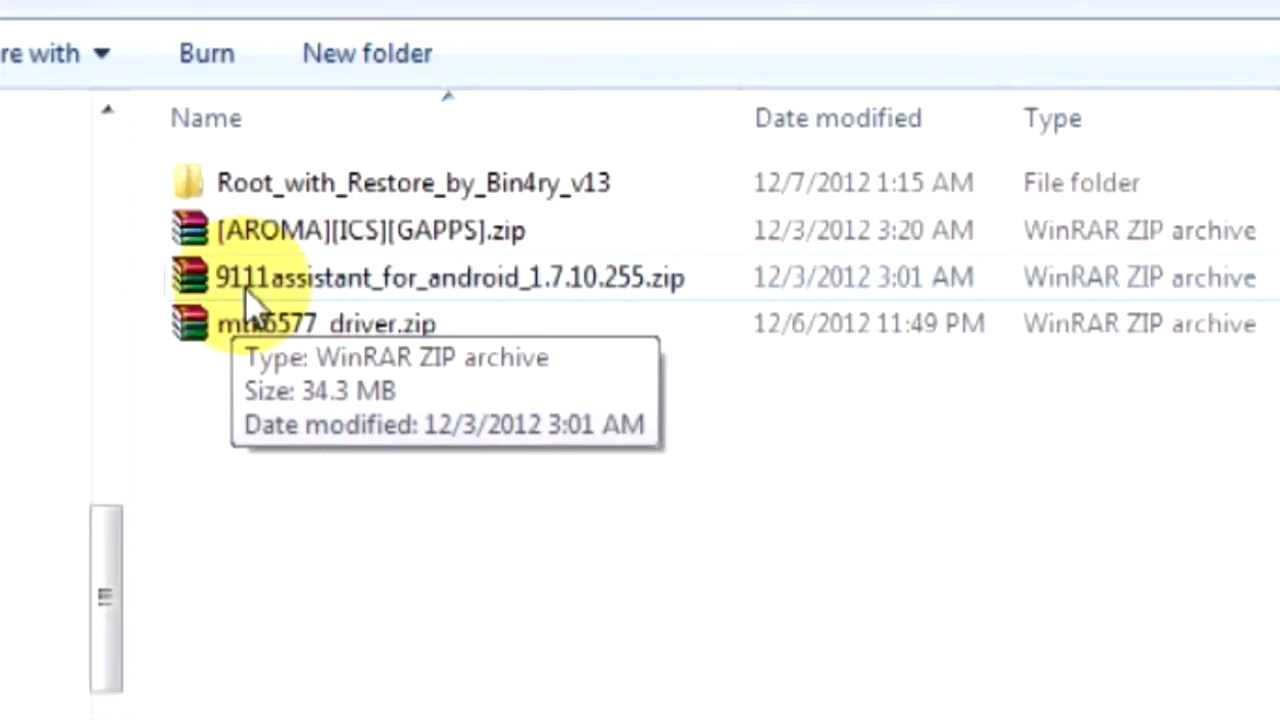 re with Burn New folder
Name Date modified Type
Root_with_Restore_by_Bin4ry_v13 12/7/2012 1:15 AM File folder
[AROMA][ICS][GAPPS].zip 12/3/2012 3:20 AM WinRAR ZIP archive
9111assistant_for_android_1.7.10.255.zip 12/3/2012 3:01 AM WinRAR ZIP archive
mtk6577_driver.zip 12/6/2012 11:49 PM WinRAR ZIP archive
Type: WinRAR ZIP archive
Size: 34.3 MB
Date modified: 12/3/2012 3:01 AM